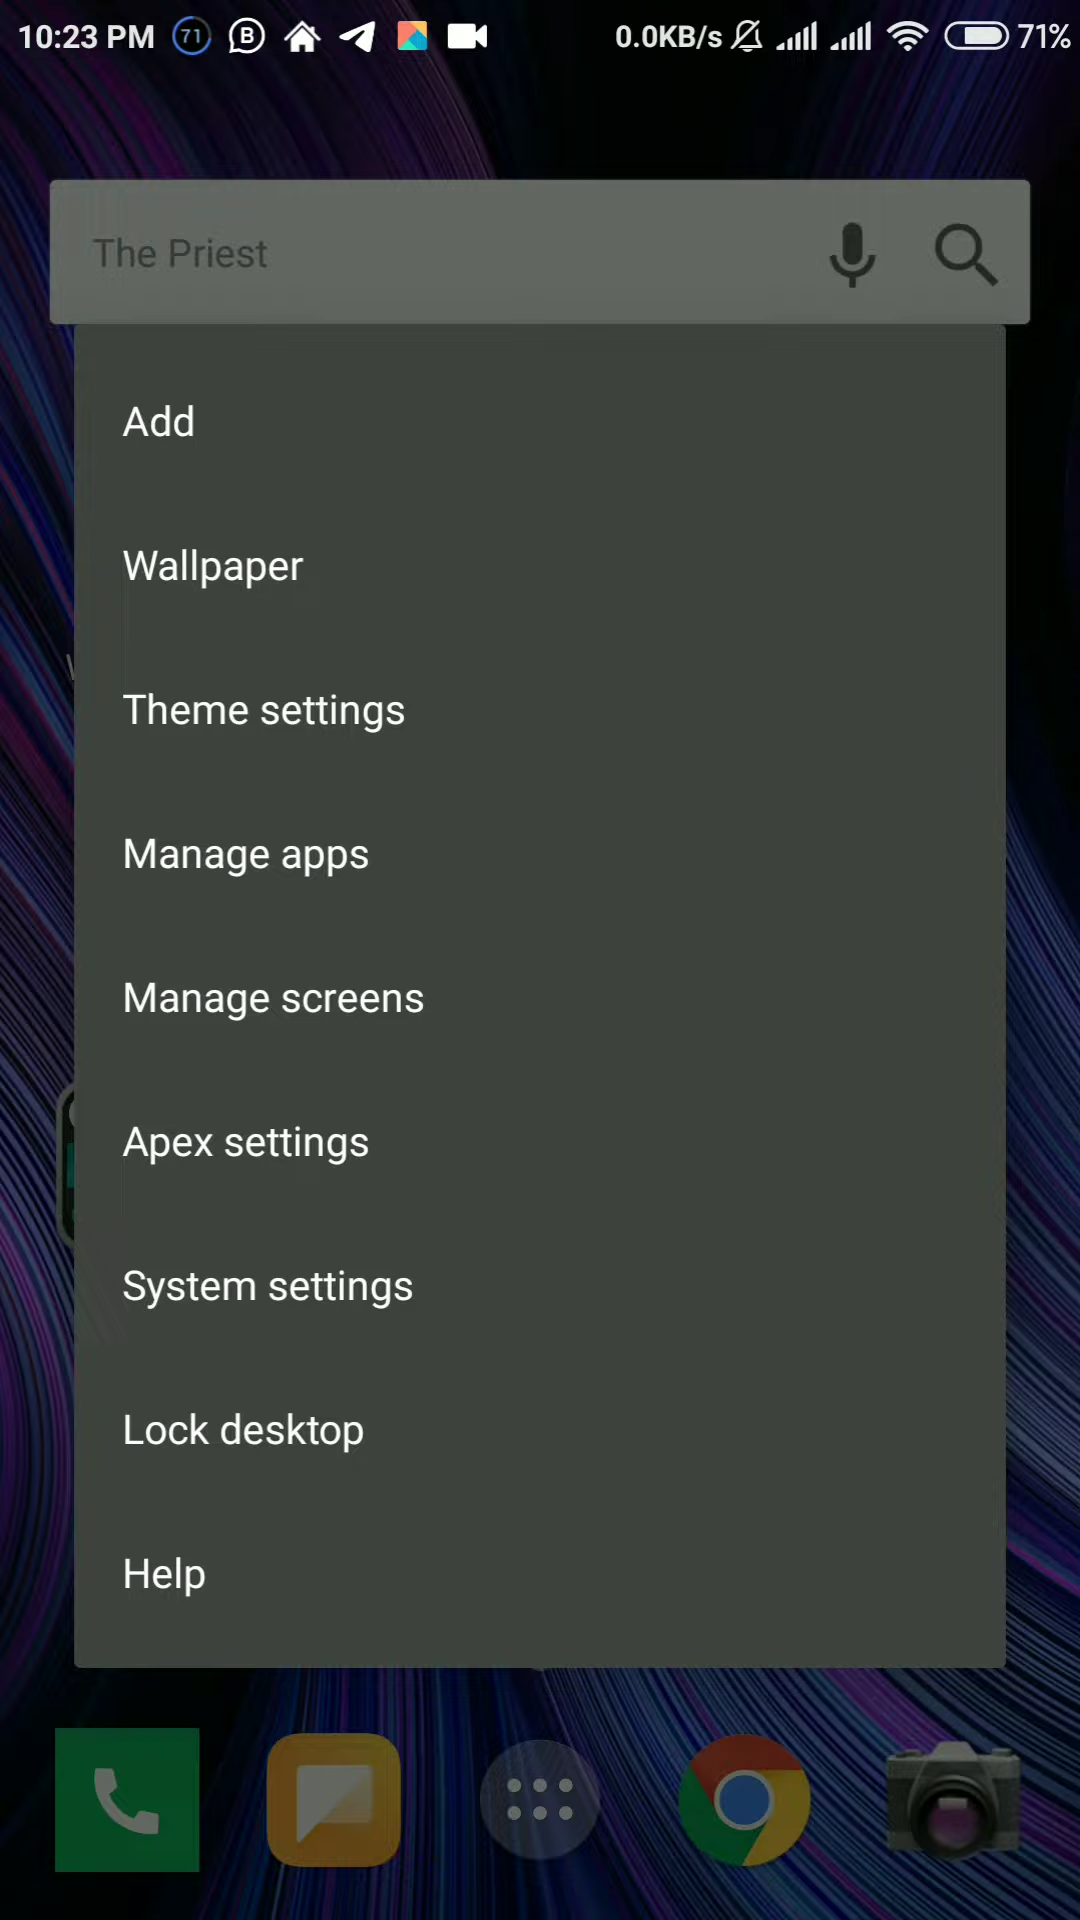 10:23 PM 71 B 0.0KB/s 71%
The Priest
Add
Wallpaper
Theme settings
Manage apps
Manage screens
Apex settings
System settings
Lock desktop
Help